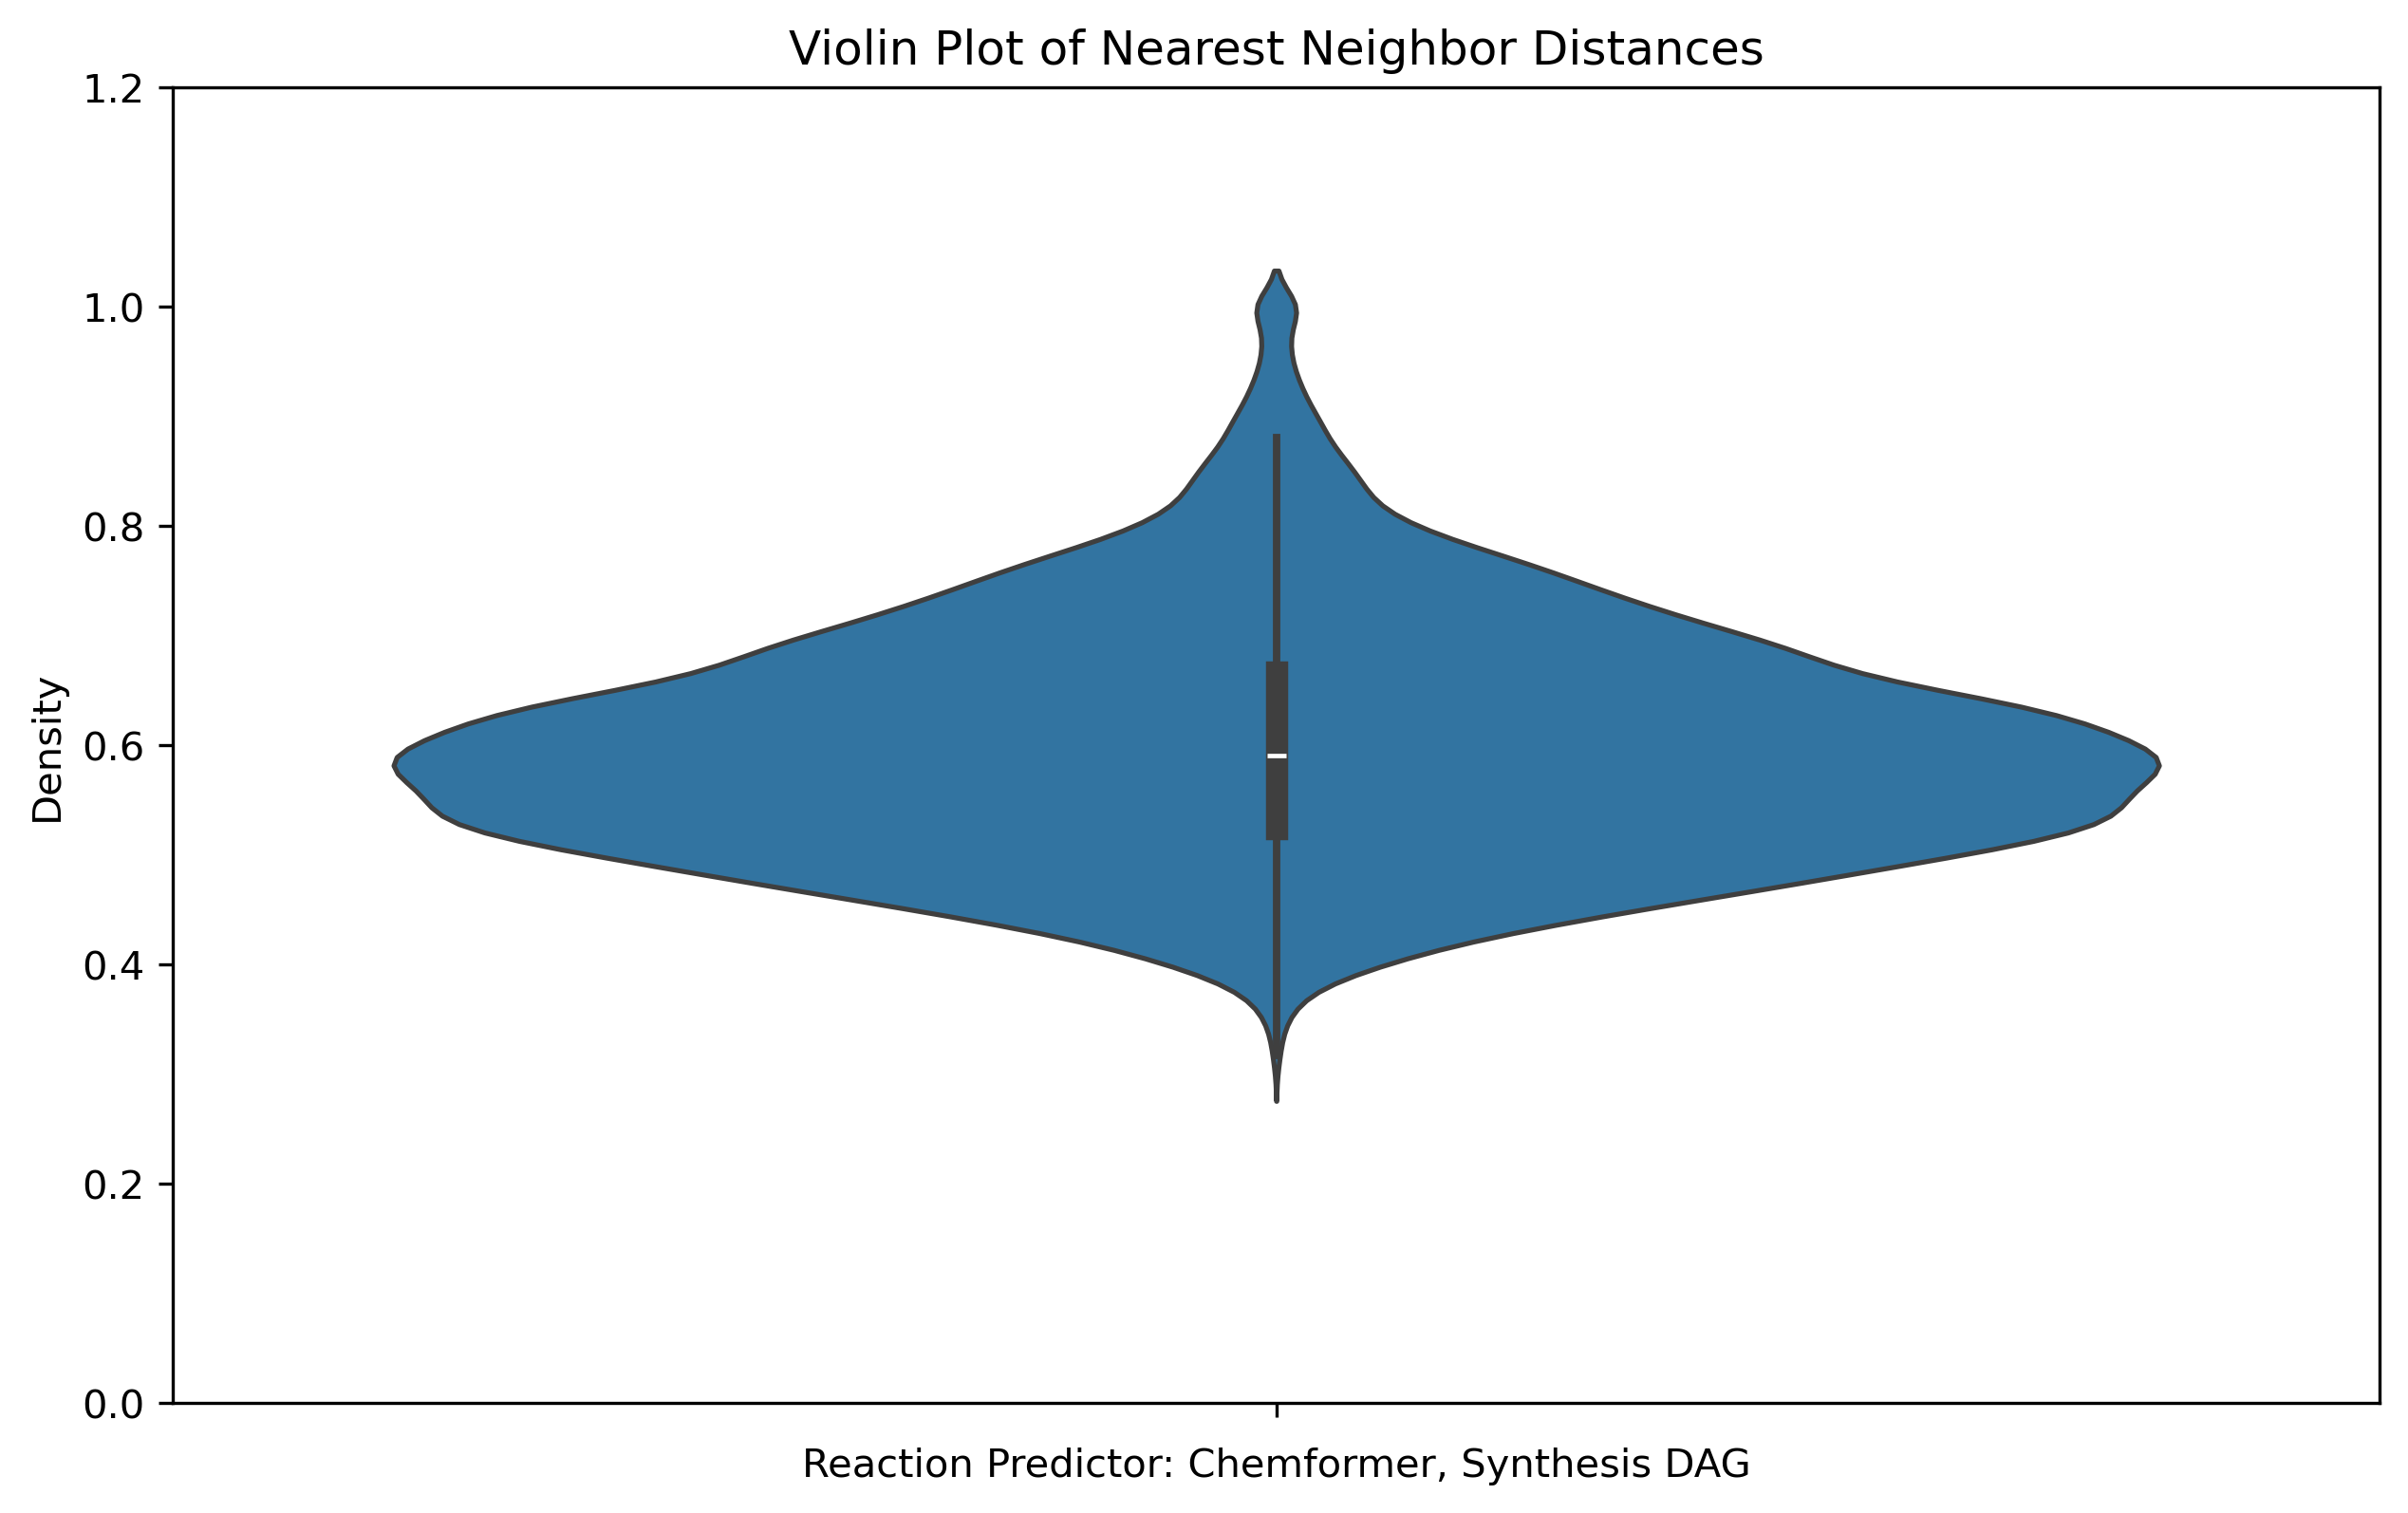 Violin Plot of Nearest Neighbor Distances
1.2
1.0
0.8
0.6
0.4
0.2
0.0
Density
Reaction Predictor: Chemformer, Synthesis DAG